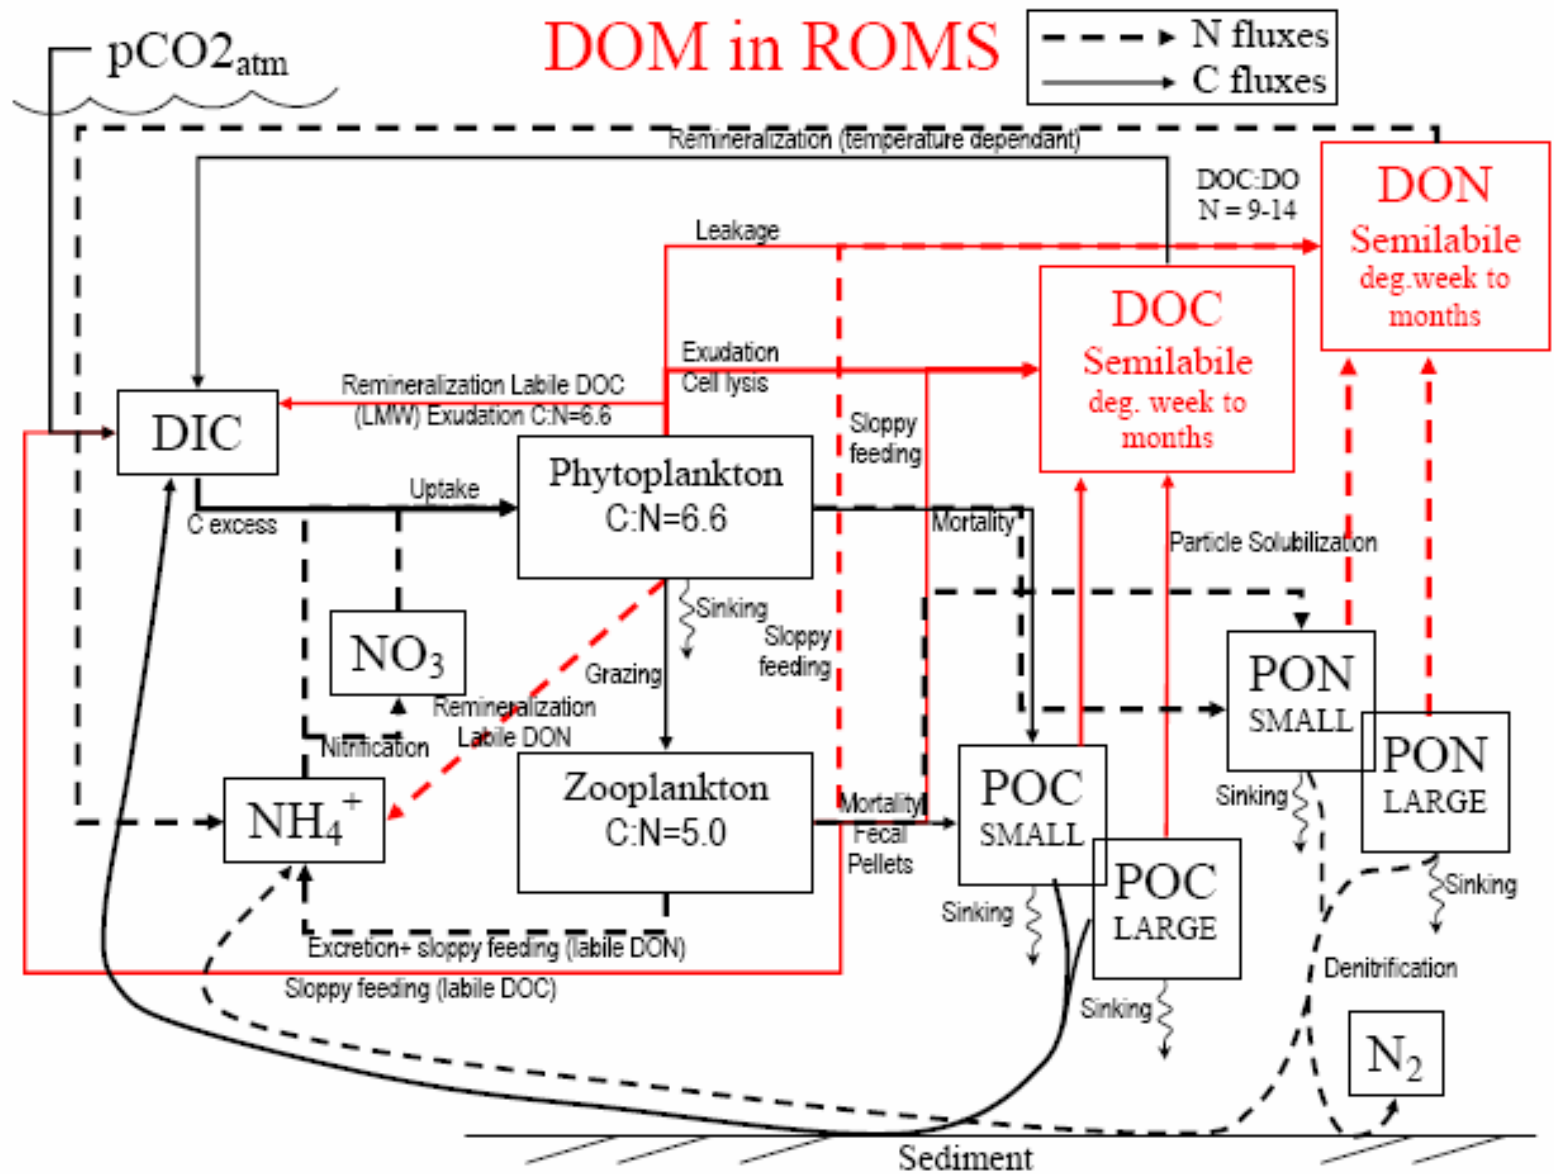 DOM in ROMS
N fluxes
C fluxes
pCO2atm
Remineralization (temperature dependant)
DOC:DO
N = 9-14
DON
Semilabile
deg.week to
months
Leakage
DOC
Semilabile
deg. week to
months
Exudation
Cell lysis
Remineralization Labile DOC
(LMW) Exudation C:N=6.6
DIC
Sloppy
feeding
Phytoplankton
C:N=6.6
Uptake
C excess
Mortality
Particle Solubilization
NO3
Sinking
Grazing
Sloppy
feeding
Remineralization
Labile DON
Nitrification
PON
SMALL
PON
LARGE
Sinking
Sinking
NH4+
Zooplankton
C:N=5.0
Mortality
Fecal
Pellets
POC
SMALL
POC
LARGE
Sinking
Sinking
Excretion+ sloppy feeding (labile DON)
Sloppy feeding (labile DOC)
Denitrification
N2
Sediment